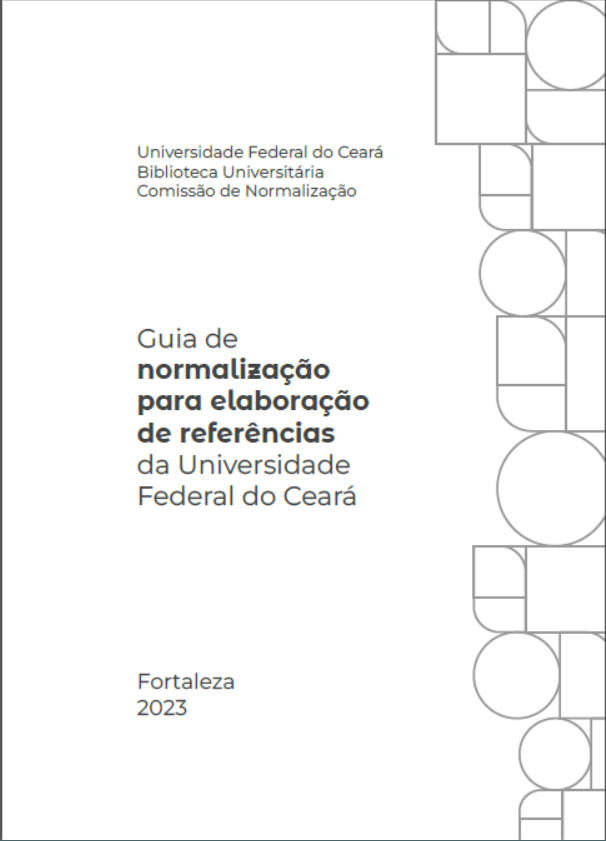 Universidade Federal do Ceará
Biblioteca Universitária
Comissão de Normalização
Guia de
normalização
para elaboração
de referências
da Universidade
Federal do Ceará
Fortaleza
2023